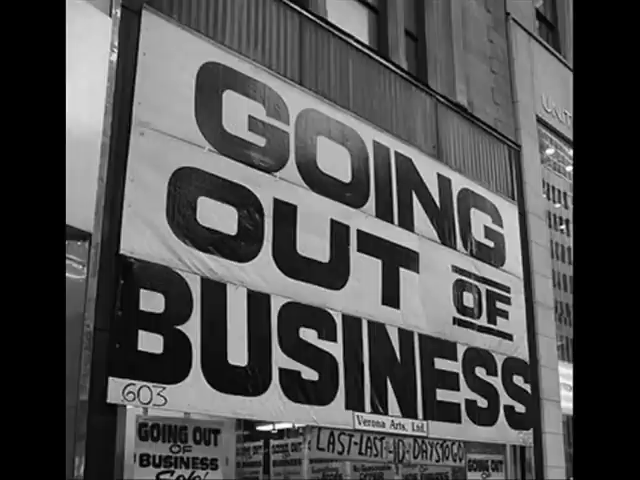 GOING
OUT OF
BUSINESS
603
Verona Arts, Ltd.
GOING OUT
OF
BUSINESS
Sale!
LAST-LAST-10-DAYS TO GO
GOING OUT